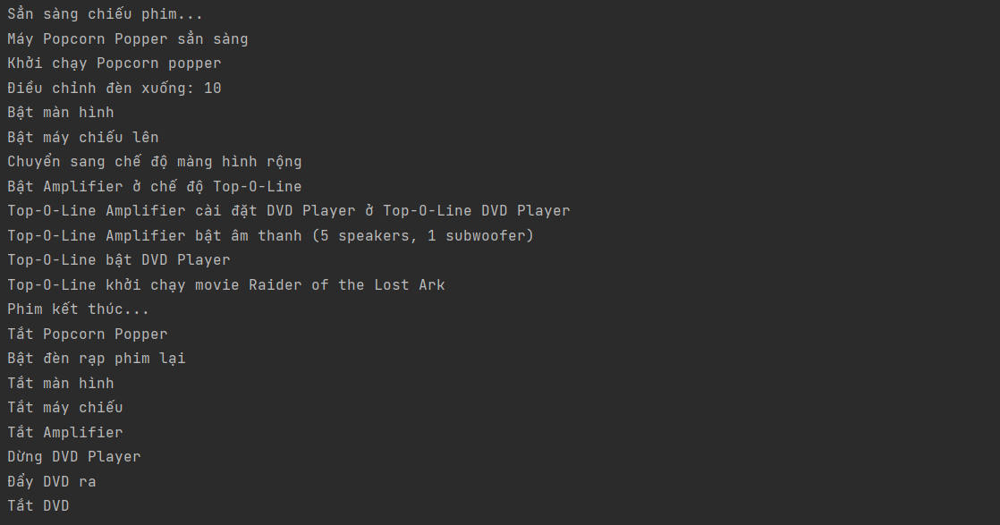 Sẳn sàng chiếu phim...
Máy Popcorn Popper sẳn sàng
Khởi chạy Popcorn popper
Điều chỉnh đèn xuống: 10
Bật màn hình
Bật máy chiếu lên
Chuyển sang chế độ màng hình rộng
Bật Amplifier ở chế độ Top-O-Line
Top-O-Line Amplifier cài đặt DVD Player ở Top-O-Line DVD Player
Top-O-Line Amplifier bật âm thanh (5 speakers, 1 subwoofer)
Top-O-Line bật DVD Player
Top-O-Line khởi chạy movie Raider of the Lost Ark
Phim kết thúc...
Tắt Popcorn Popper
Bật đèn rạp phim lại
Tắt màn hình
Tắt máy chiếu
Tắt Amplifier
Dừng DVD Player
Đẩy DVD ra
Tắt DVD